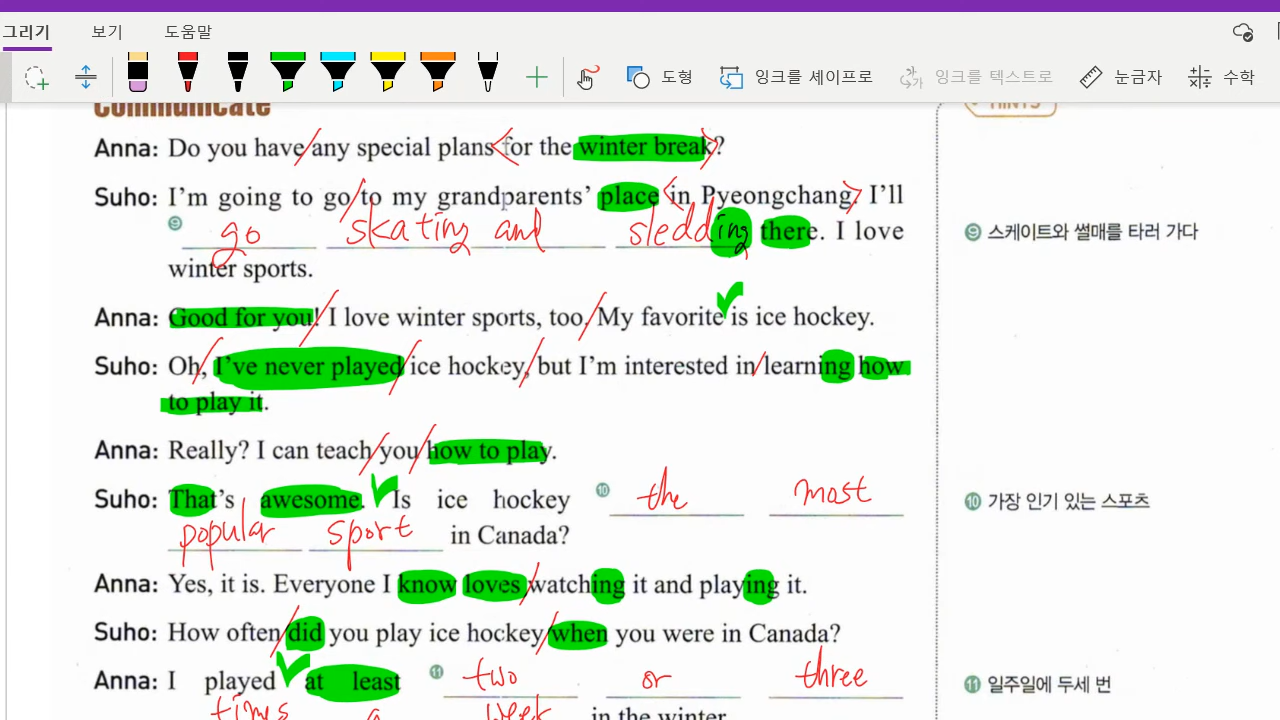 그리기 보기 도움말
도형 잉크를 셰이프로 잉크를 텍스트로 눈금자 수학
Communicate HINTS
Anna: Do you have/any special plans<for the winter break>?
Suho: I'm going to go/to my grandparents' place <in Pyeongchang> I'll
⑨ go skating and sledding there. I love ⑨ 스케이트와 썰매를 타러 가다
winter sports.
Anna: Good for you!/ I love winter sports, too./ My favorite ✓ is ice hockey.
Suho: Oh,/ I've never played/ ice hockey,/ but I'm interested in/ learning how
to play it.
Anna: Really? I can teach/ you/ how to play.
Suho: That's awesome. ✓ Is ice hockey ⑩ the most ⑩ 가장 인기 있는 스포츠
popular sport in Canada?
Anna: Yes, it is. Everyone I know loves/ watching it and playing it.
Suho: How often/ did you play ice hockey/ when you were in Canada?
Anna: I played ✓ at least ⑪ two or three ⑪ 일주일에 두세 번
times a week in the winter